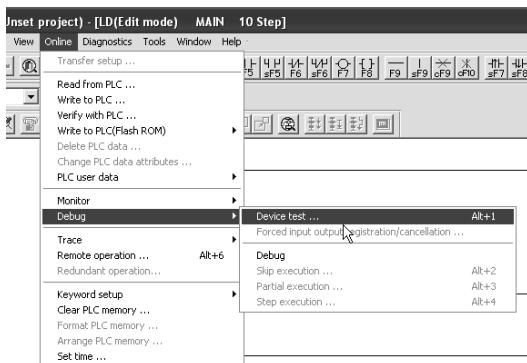 Unset project) - [LD(Edit mode)    MAIN    10 Step]
View Online Diagnostics Tools Window Help
Transfer setup ...
F5 sF5 F6 sF6 F7 F8 F9 sF9 cF9 cF10 sF7 sF8
Read from PLC ...
Write to PLC ...
Verify with PLC ...
Write to PLC(Flash ROM)
Delete PLC data ...
Change PLC data attributes ...
PLC user data
Monitor
Debug
Device test ... Alt+1
Forced input output registration/cancellation ...
Trace
Debug
Remote operation ... Alt+6
Skip execution ... Alt+2
Redundant operation...
Partial execution ... Alt+3
Keyword setup
Step execution ... Alt+4
Clear PLC memory ...
Format PLC memory ...
Arrange PLC memory ...
Set time ...